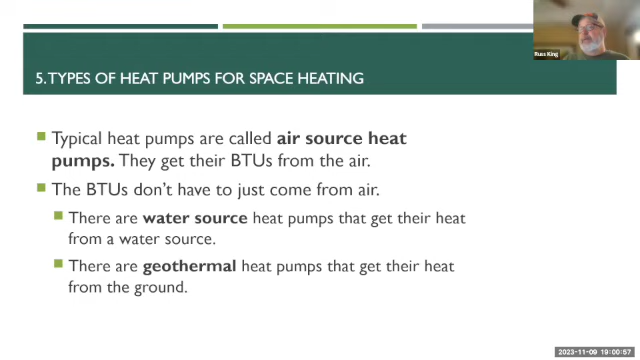 Russ King
5. TYPES OF HEAT PUMPS FOR SPACE HEATING
Typical heat pumps are called air source heat
pumps. They get their BTUs from the air.
The BTUs don't have to just come from air.
There are water source heat pumps that get their heat
from a water source.
There are geothermal heat pumps that get their heat
from the ground.
2023-11-09 19:00:57